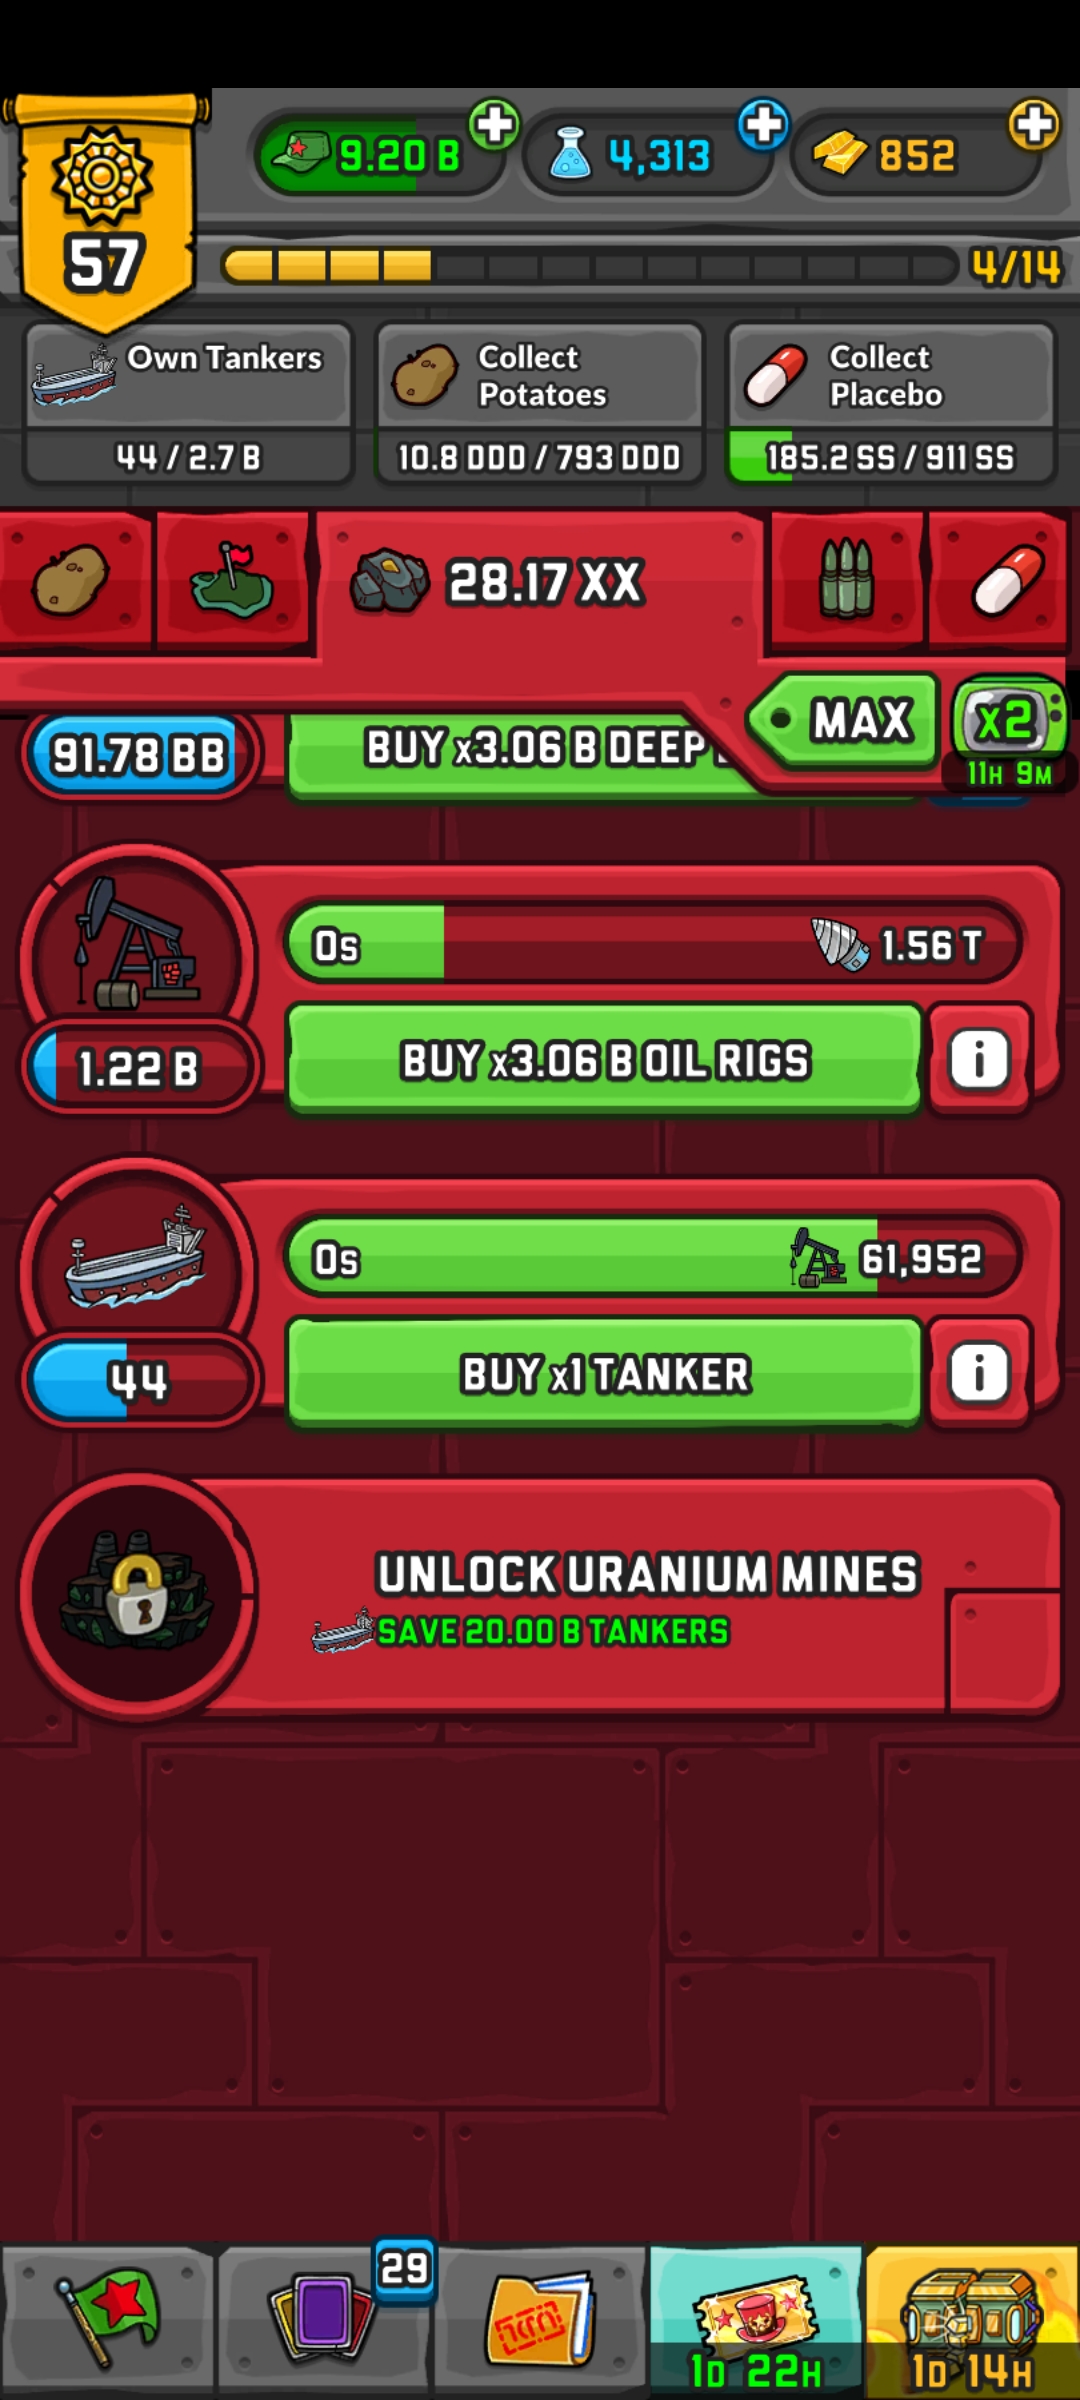 57
9.20 B
4,313
852
4/14
Own Tankers
44 / 2.7 B
Collect
Potatoes
10.8 DDD / 793 DDD
Collect
Placebo
185.2 SS / 911 SS
28.17 XX
MAX
x2
11H 9M
91.78 BB
BUY x3.06 B DEEP
0s
1.56 T
1.22 B
BUY x3.06 B OIL RIGS
i
0s
61,952
44
BUY x1 TANKER
i
UNLOCK URANIUM MINES
SAVE 20.00 B TANKERS
29
1D 22H
1D 14H